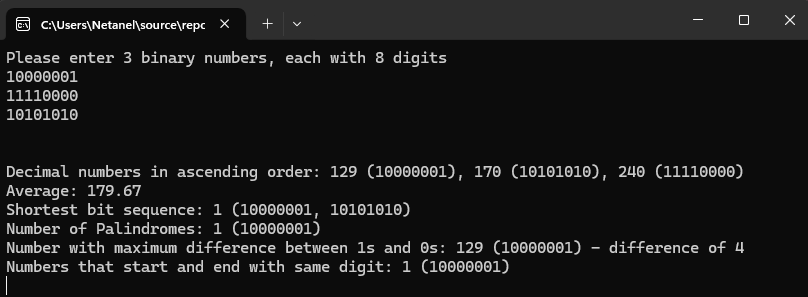 C:\Users\Netanel\source\repc
Please enter 3 binary numbers, each with 8 digits
10000001
11110000
10101010
Decimal numbers in ascending order: 129 (10000001), 170 (10101010), 240 (11110000)
Average: 179.67
Shortest bit sequence: 1 (10000001, 10101010)
Number of Palindromes: 1 (10000001)
Number with maximum difference between 1s and 0s: 129 (10000001) - difference of 4
Numbers that start and end with same digit: 1 (10000001)